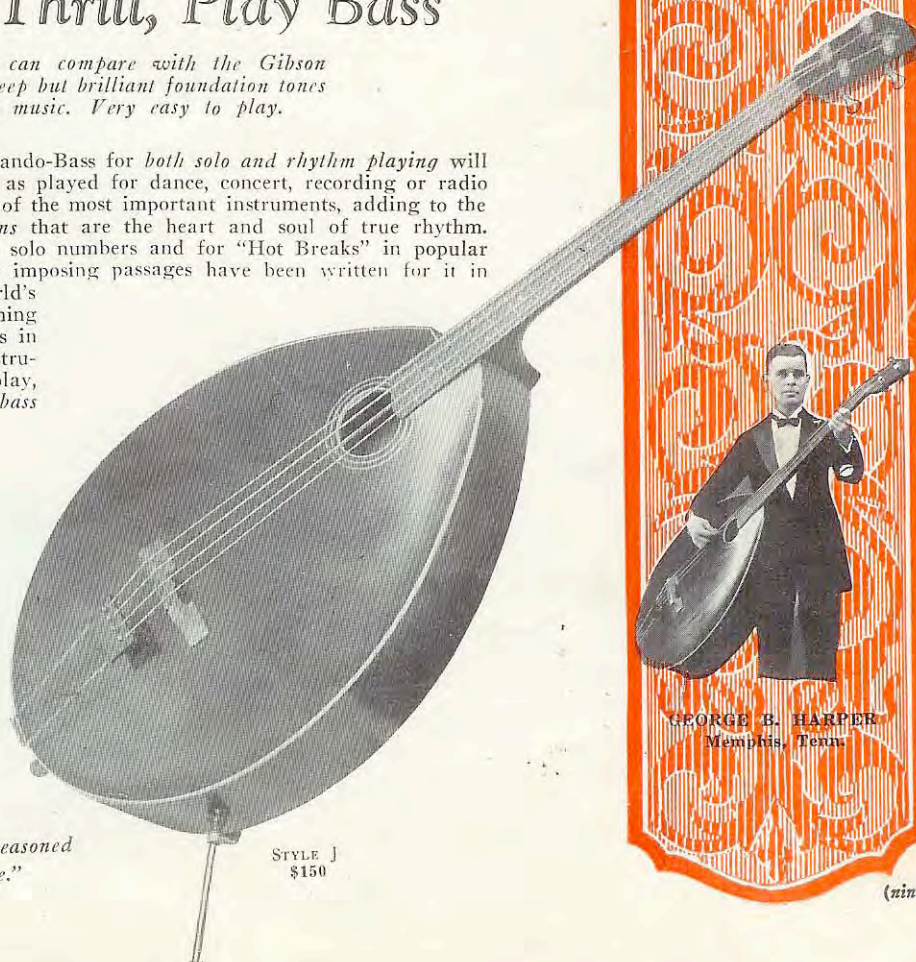 Thrill, Play Bass
can compare with the Gibson
eep but brilliant foundation tones
music. Very easy to play.
ando-Bass for both solo and rhythm playing will
as played for dance, concert, recording or radio
of the most important instruments, adding to the
ns that are the heart and soul of true rhythm.
solo numbers and for “Hot Breaks” in popular
imposing passages have been written for it in
rld's
ning
s in
stru-
lay,
bass
GEORGE B. HARPER
Memphis, Tenn.
easoned
e.”
STYLE J
$150
(nin